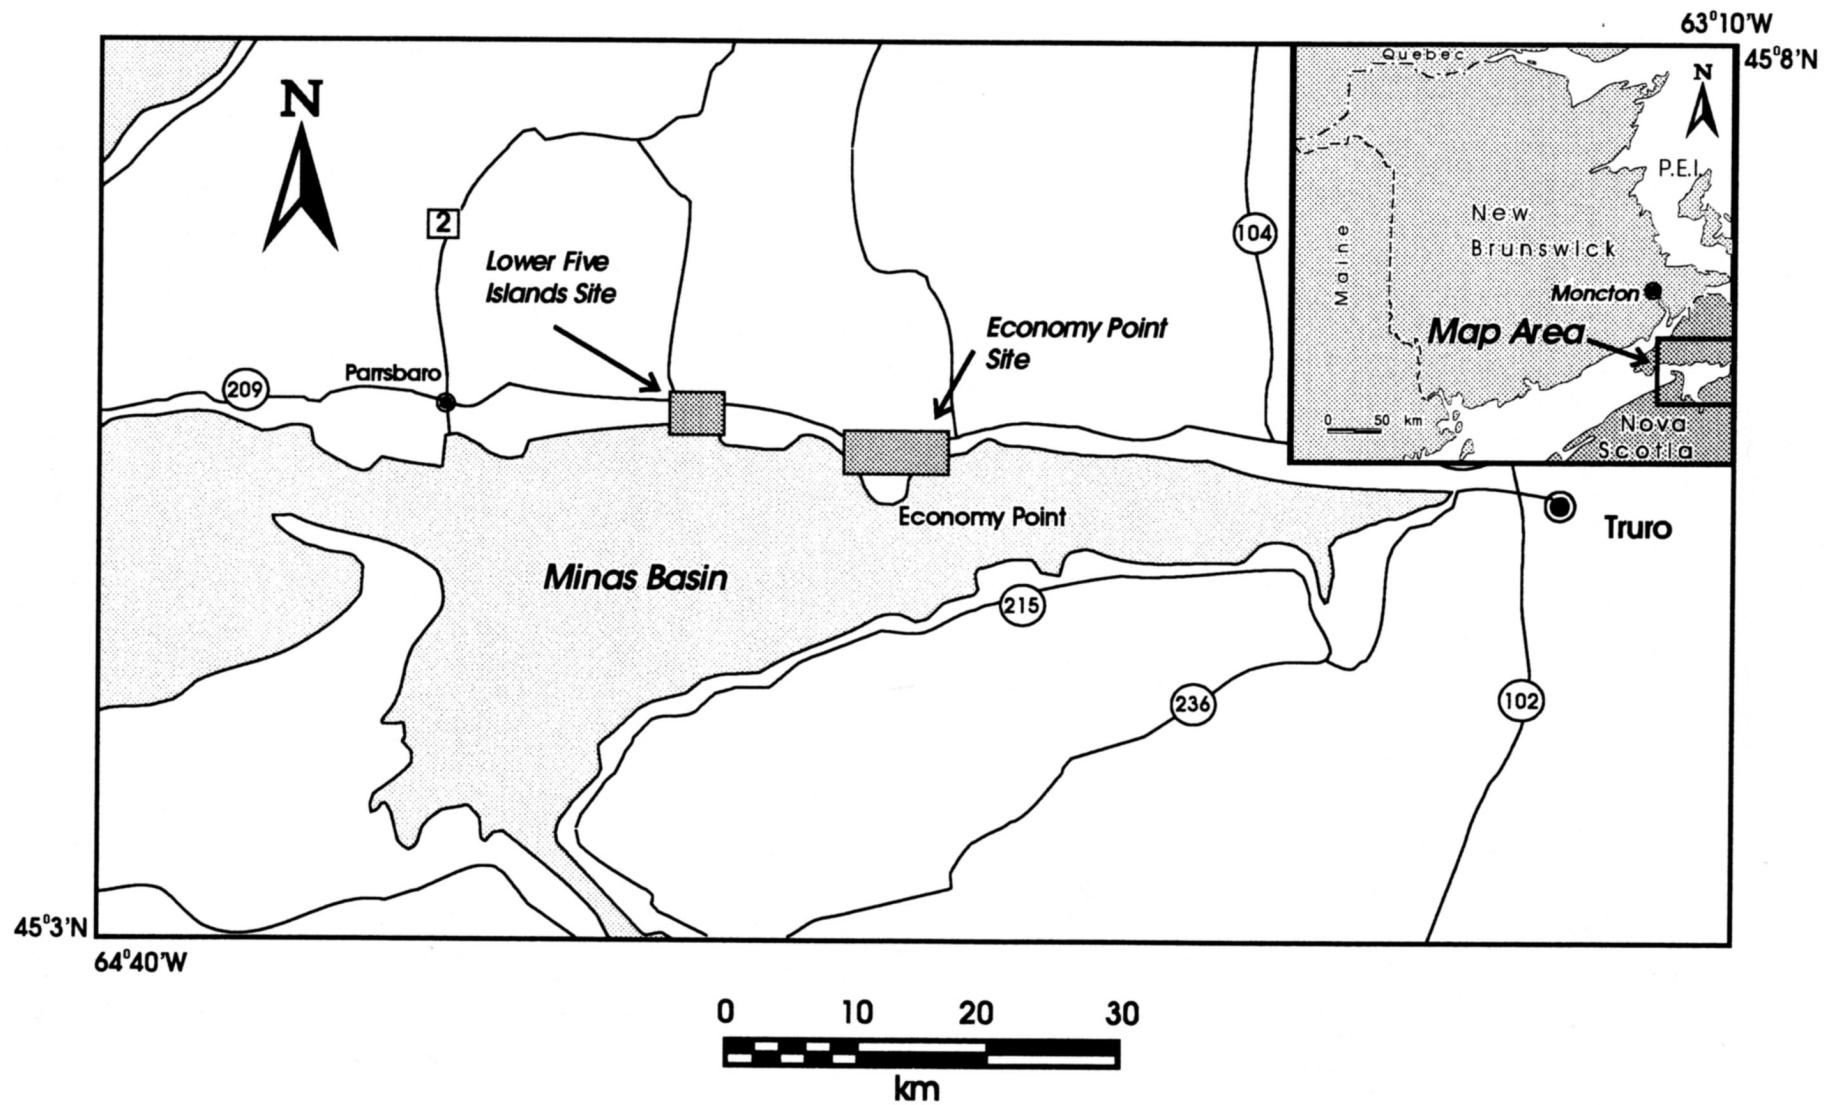 63°10'W
45°8'N
Quebec
N
N
P.E.I.
2
New
Brunswick
104
Maine
Lower Five
Islands Site
Moncton
Economy Point
Site
Map Area
Parrsbaro
209
0 50 km
Nova
Scotia
Economy Point
Truro
Minas Basin
215
236
102
45°3'N
64°40'W
0 10 20 30
km